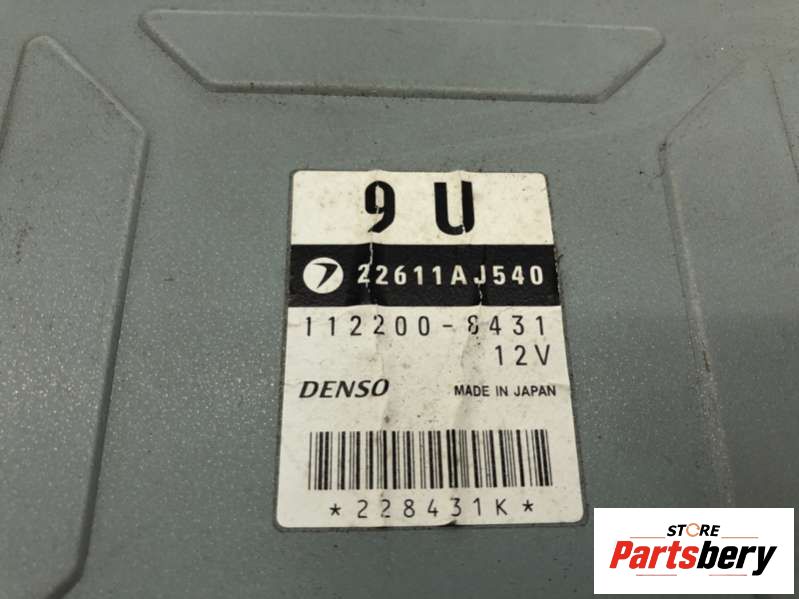 9 U
22611AJ540
112200-8431
12V
DENSO MADE IN JAPAN
*228431K*
STORE
Partsbery